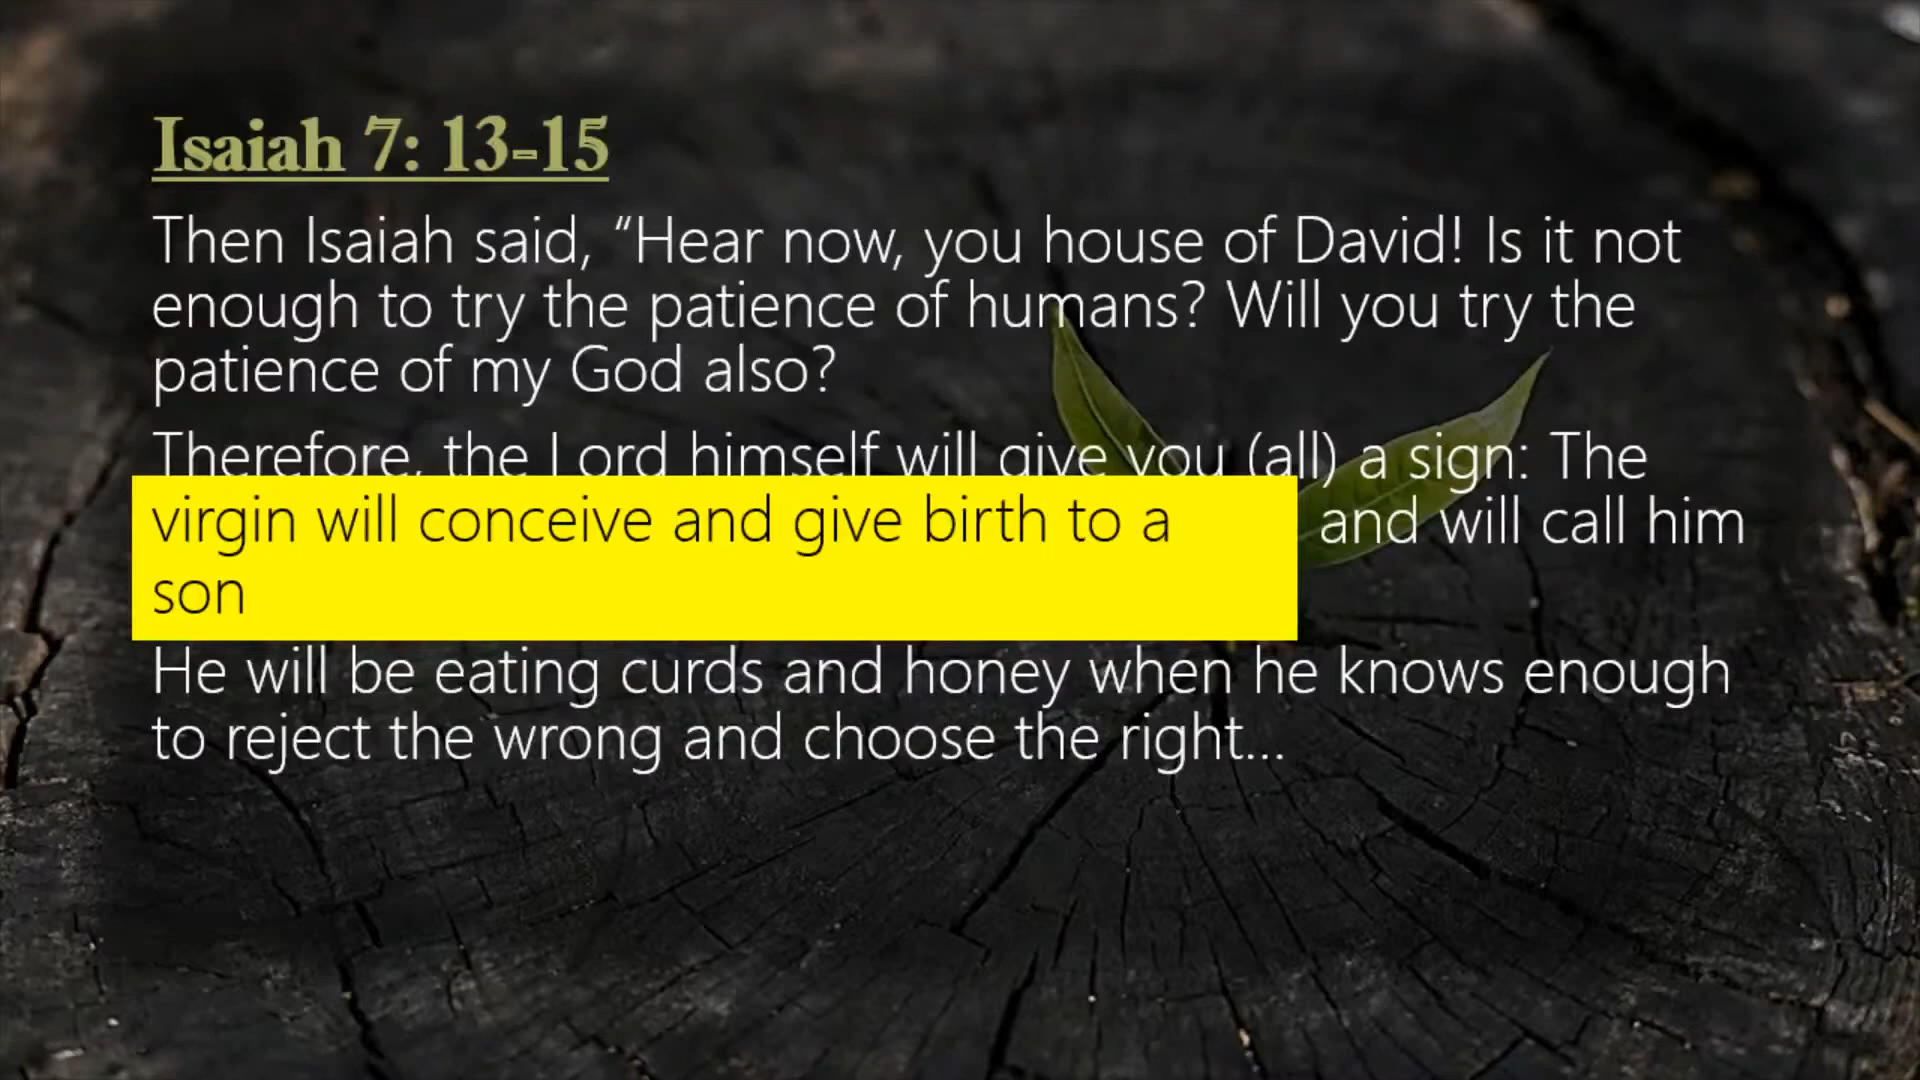 Isaiah 7: 13-15
Then Isaiah said, “Hear now, you house of David! Is it not
enough to try the patience of humans? Will you try the
patience of my God also?
Therefore, the Lord himself will give you (all) a sign: The
virgin will conceive and give birth to a and will call him
son
He will be eating curds and honey when he knows enough
to reject the wrong and choose the right...